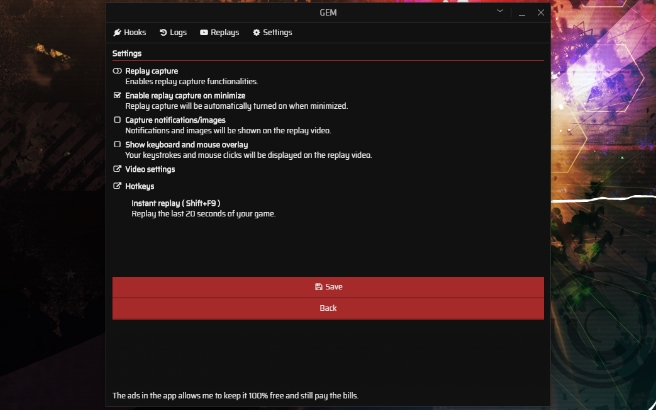 GEM
Hooks Logs Replays Settings
Settings
Replay capture
Enables replay capture functionalities.
Enable replay capture on minimize
Replay capture will be automatically turned on when minimized.
Capture notifications/images
Notifications and images will be shown on the replay video.
Show keyboard and mouse overlay
Your keystrokes and mouse clicks will be displayed on the replay video.
Video settings
Hotkeys
Instant replay ( Shift+F9 )
Replay the last 20 seconds of your game.
Save
Back
The ads in the app allows me to keep it 100% free and still pay the bills.